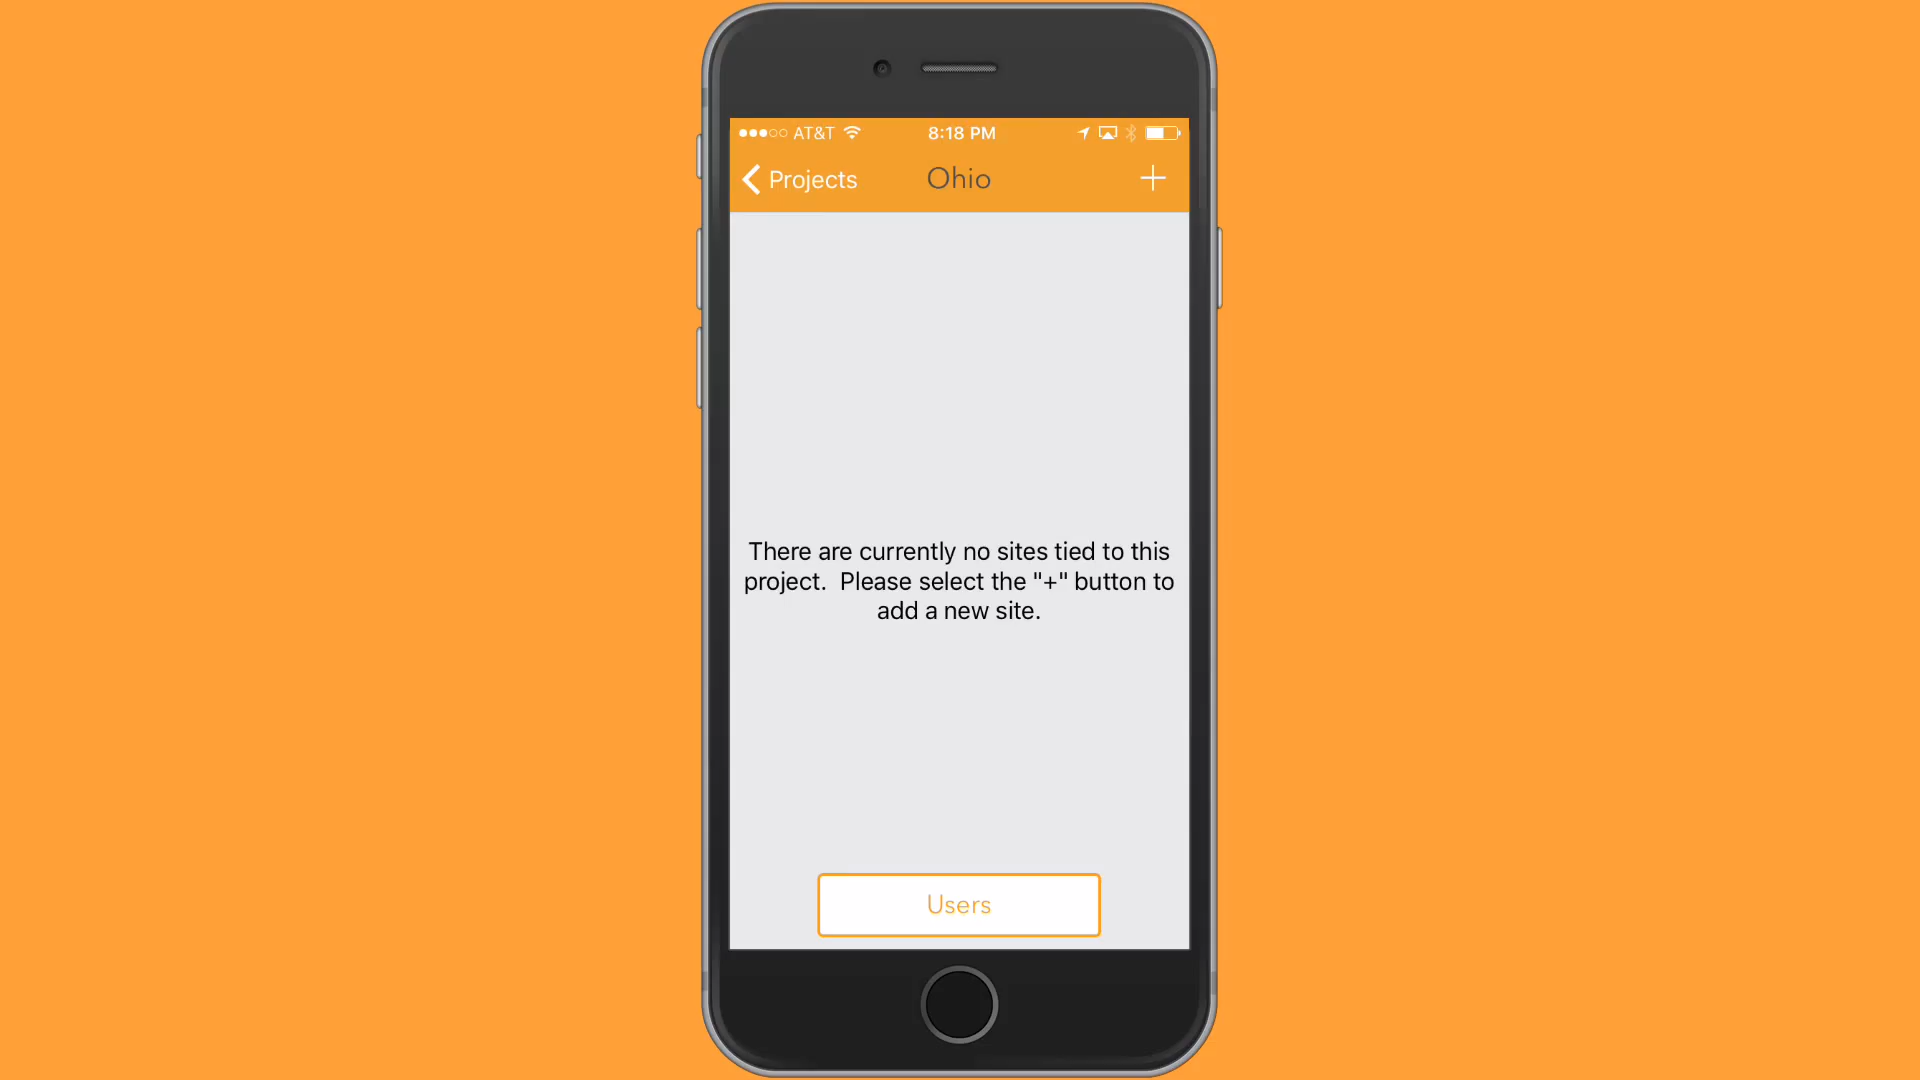 AT&T 8:18 PM
Projects Ohio +
There are currently no sites tied to this
project.  Please select the "+" button to
add a new site.
Users